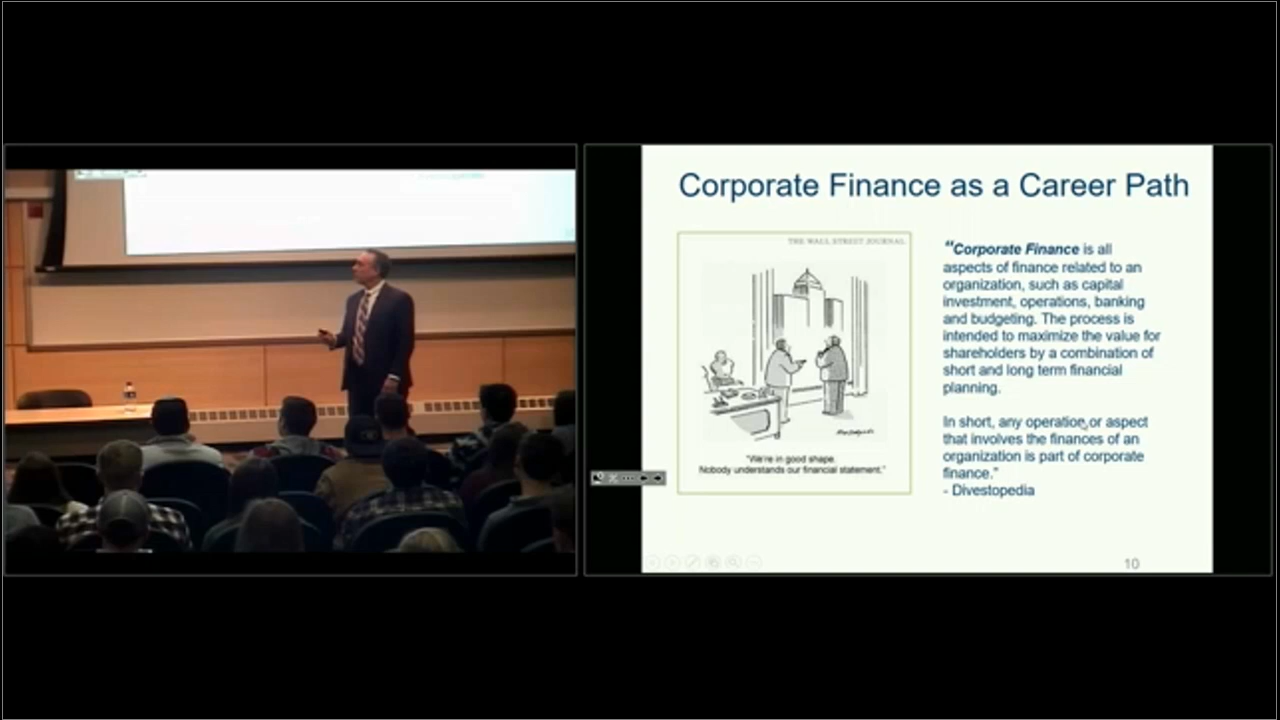 Corporate Finance as a Career Path
THE WALL STREET JOURNAL
"We're in good shape.
Nobody understands our financial statement."
"Corporate Finance is all
aspects of finance related to an
organization, such as capital
investment, operations, banking
and budgeting. The process is
intended to maximize the value for
shareholders by a combination of
short and long term financial
planning.
In short, any operation or aspect
that involves the finances of an
organization is part of corporate
finance."
- Divestopedia
10